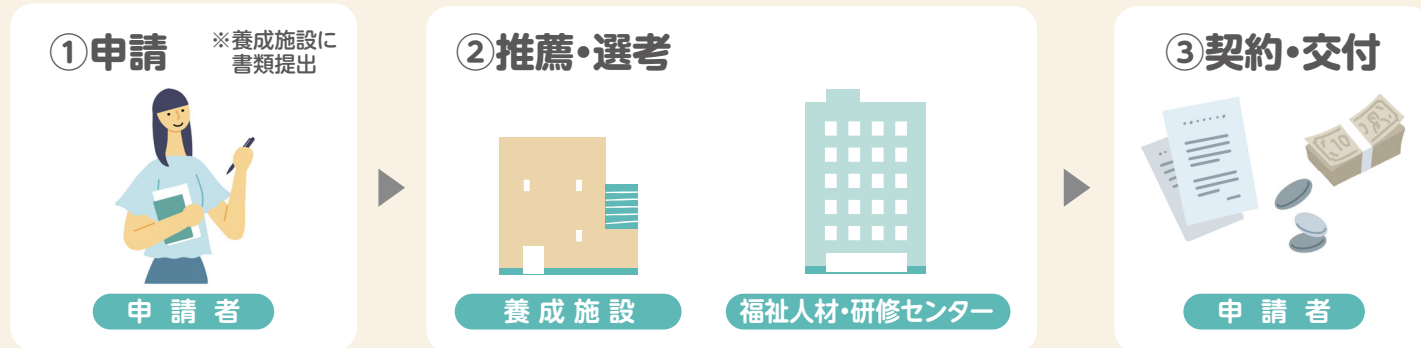 ①申請
※養成施設に
書類提出
申請者
②推薦・選考
養成施設
福祉人材・研修センター
③契約・交付
10
申請者